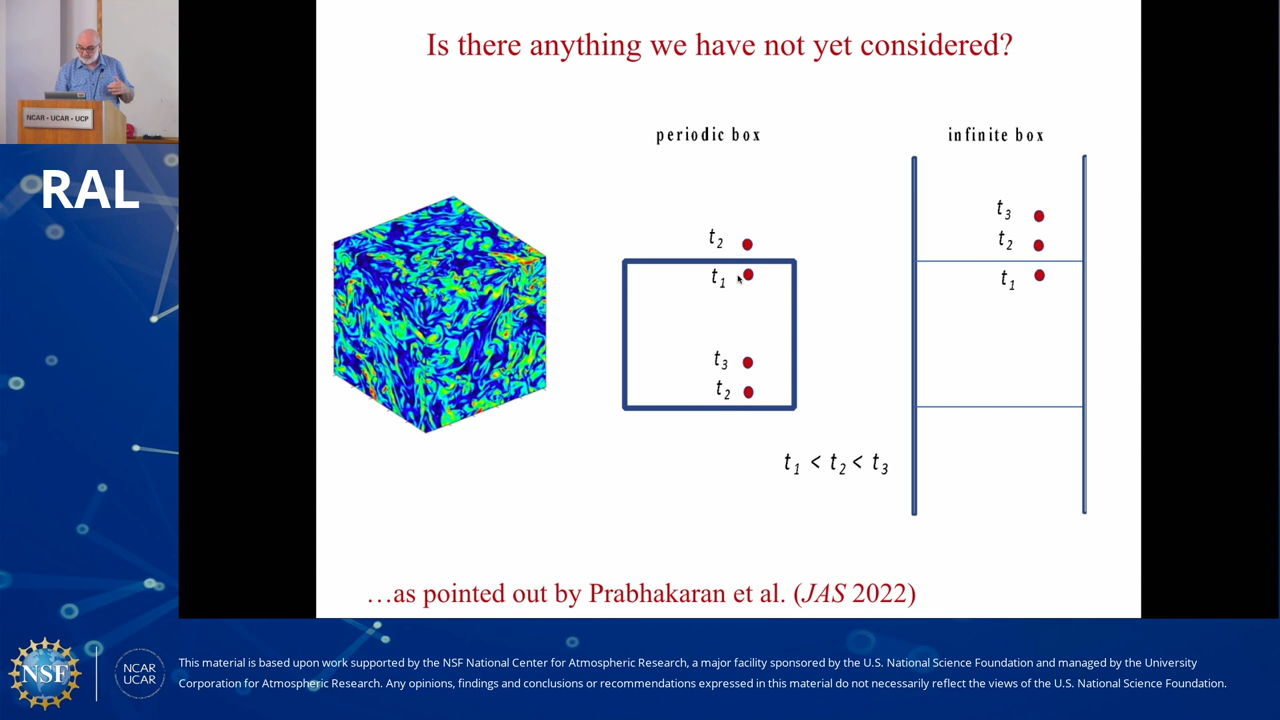 NCAR • UCAR • UCP
RAL
Is there anything we have not yet considered?
periodic box
infinite box
t2
t1
t3
t2
t3
t2
t1
t1 < t2 < t3
…as pointed out by Prabhakaran et al. (JAS 2022)
NSF
NCAR
UCAR
This material is based upon work supported by the NSF National Center for Atmospheric Research, a major facility sponsored by the U.S. National Science Foundation and managed by the University
Corporation for Atmospheric Research. Any opinions, findings and conclusions or recommendations expressed in this material do not necessarily reflect the views of the U.S. National Science Foundation.